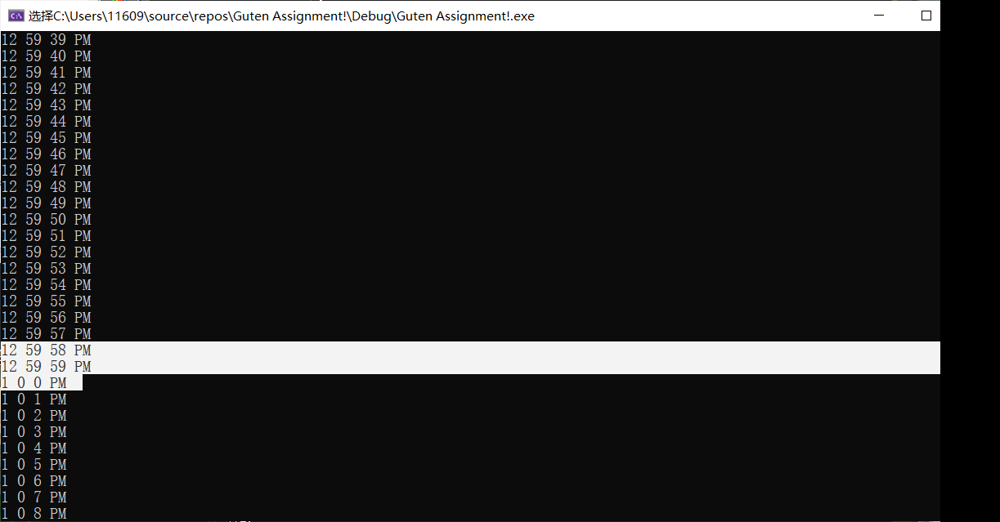 选择C:\Users\11609\source\repos\Guten Assignment!\Debug\Guten Assignment!.exe
12 59 39 PM
12 59 40 PM
12 59 41 PM
12 59 42 PM
12 59 43 PM
12 59 44 PM
12 59 45 PM
12 59 46 PM
12 59 47 PM
12 59 48 PM
12 59 49 PM
12 59 50 PM
12 59 51 PM
12 59 52 PM
12 59 53 PM
12 59 54 PM
12 59 55 PM
12 59 56 PM
12 59 57 PM
12 59 58 PM
12 59 59 PM
1 0 0 PM
1 0 1 PM
1 0 2 PM
1 0 3 PM
1 0 4 PM
1 0 5 PM
1 0 6 PM
1 0 7 PM
1 0 8 PM